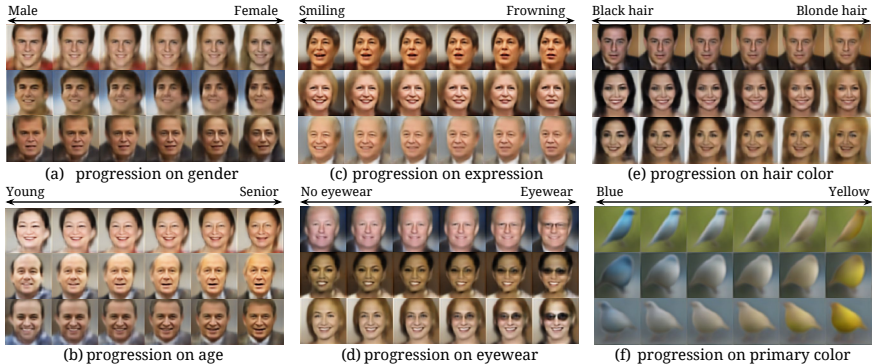 Male Female
(a) progression on gender
Smiling Frowning
(c) progression on expression
Black hair Blonde hair
(e) progression on hair color
Young Senior
(b) progression on age
No eyewear Eyewear
(d) progression on eyewear
Blue Yellow
(f) progression on primary color